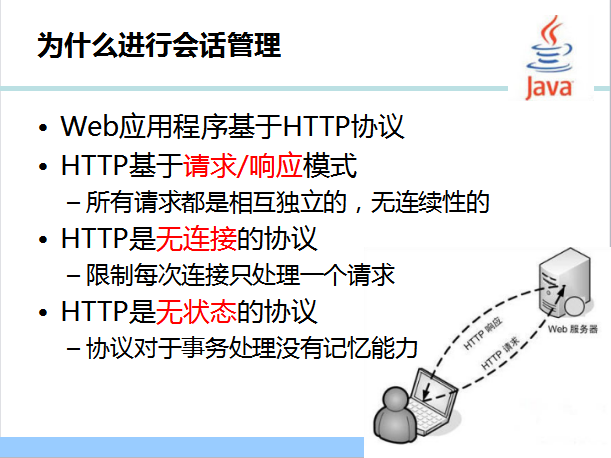 为什么进行会话管理
Java
• Web应用程序基于HTTP协议
• HTTP基于请求/响应模式
– 所有请求都是相互独立的，无连续性的
• HTTP是无连接的协议
– 限制每次连接只处理一个请求
• HTTP是无状态的协议
– 协议对于事务处理没有记忆能力
Web 服务器
HTTP 响应
HTTP 请求